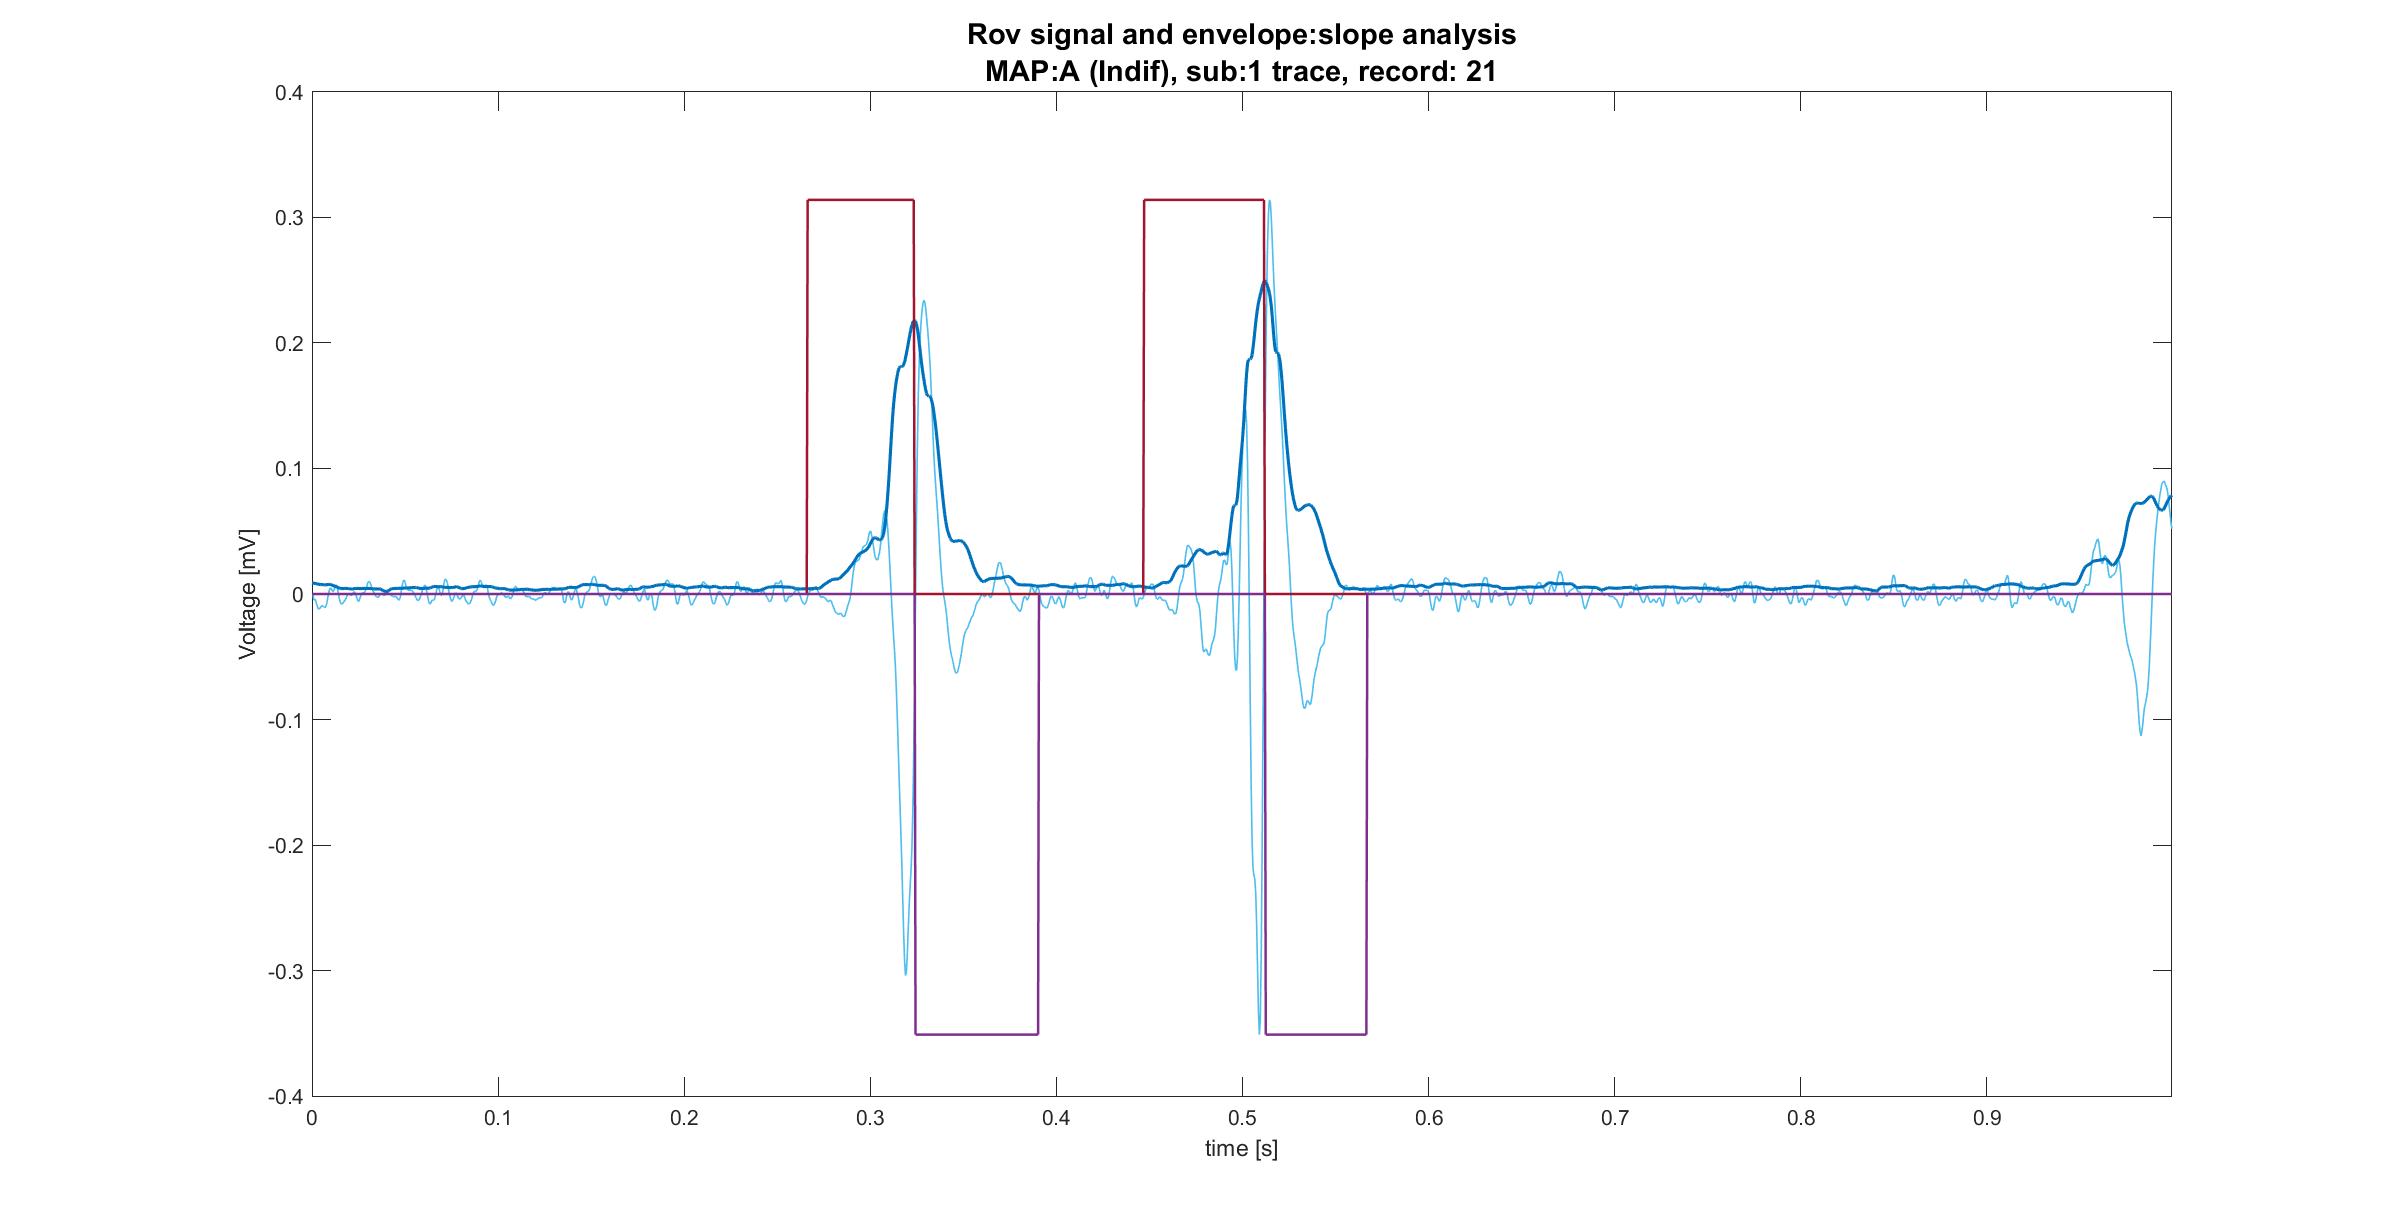 Rov signal and envelope:slope analysis
MAP:A (Indif), sub:1 trace, record: 21
0.4
0.3
0.2
0.1
0
-0.1
-0.2
-0.3
-0.4
Voltage [mV]
0 0.1 0.2 0.3 0.4 0.5 0.6 0.7 0.8 0.9
time [s]